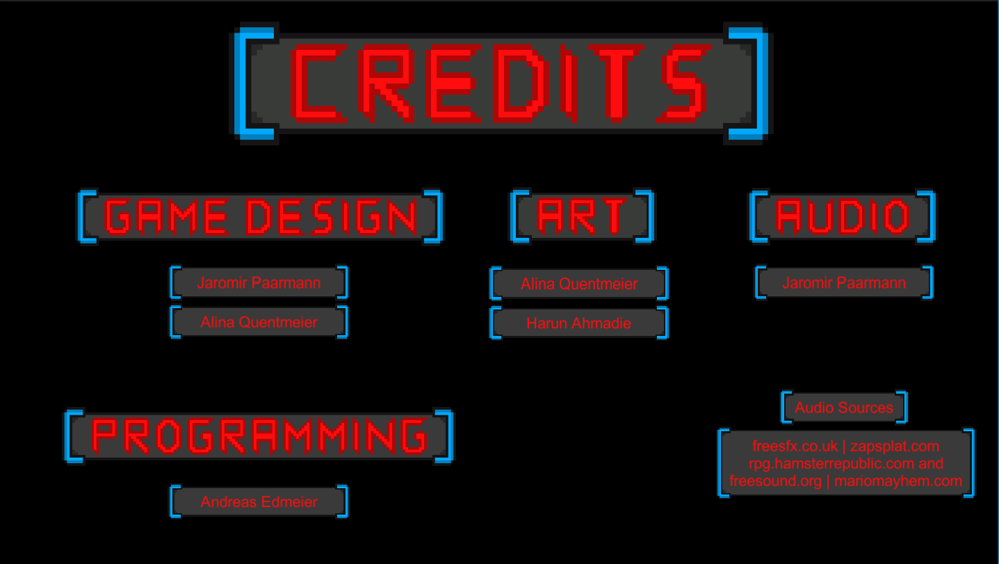 CREDITS
GAME DESIGN
Jaromir Paarmann
Alina Quentmeier
ART
Alina Quentmeier
Harun Ahmadie
AUDIO
Jaromir Paarmann
PROGRAMMING
Andreas Edmeier
Audio Sources
freesfx.co.uk | zapsplat.com
rpg.hamsterrepublic.com and
freesound.org | mariomayhem.com